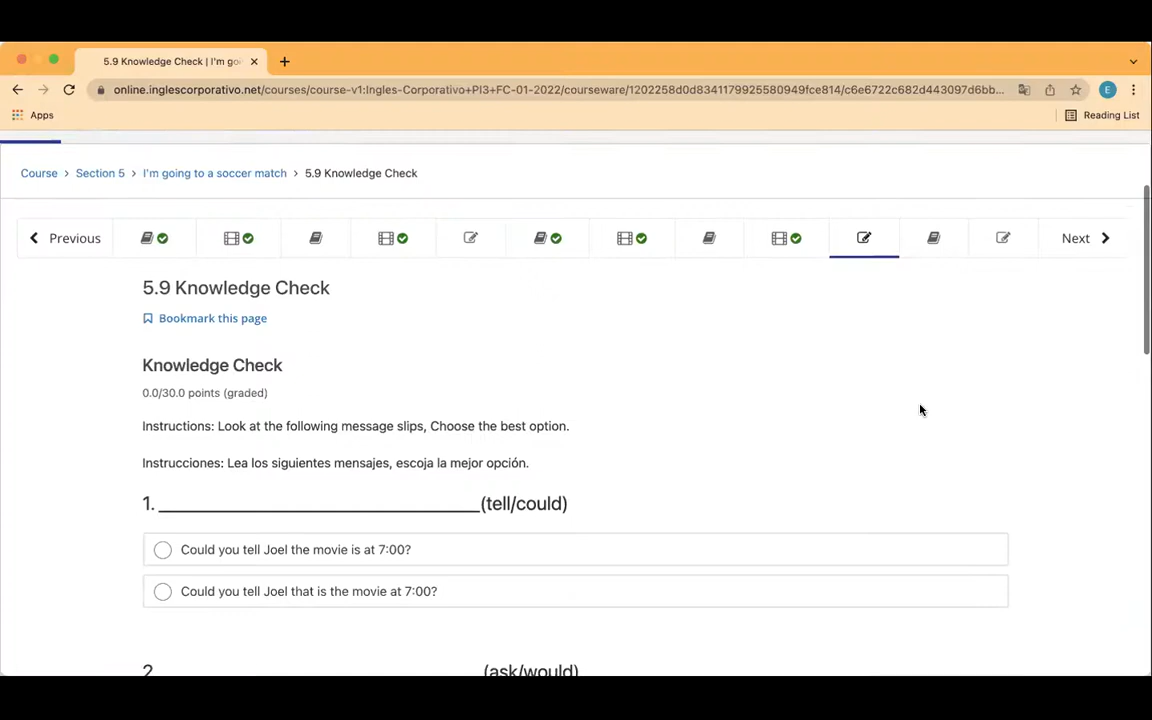 5.9 Knowledge Check | I'm goi
online.inglescorporativo.net/courses/course-v1:Ingles-Corporativo+PI3+FC-01-2022/courseware/1202258d0d8341179925580949fce814/c6e6722c682d443097d6bb...
E
Apps
Reading List
Course > Section 5 > I'm going to a soccer match > 5.9 Knowledge Check
Previous
Next
5.9 Knowledge Check
Bookmark this page
Knowledge Check
0.0/30.0 points (graded)
Instructions: Look at the following message slips, Choose the best option.
Instrucciones: Lea los siguientes mensajes, escoja la mejor opción.
1. ________________________________(tell/could)
Could you tell Joel the movie is at 7:00?
Could you tell Joel that is the movie at 7:00?
2 (ask/would)